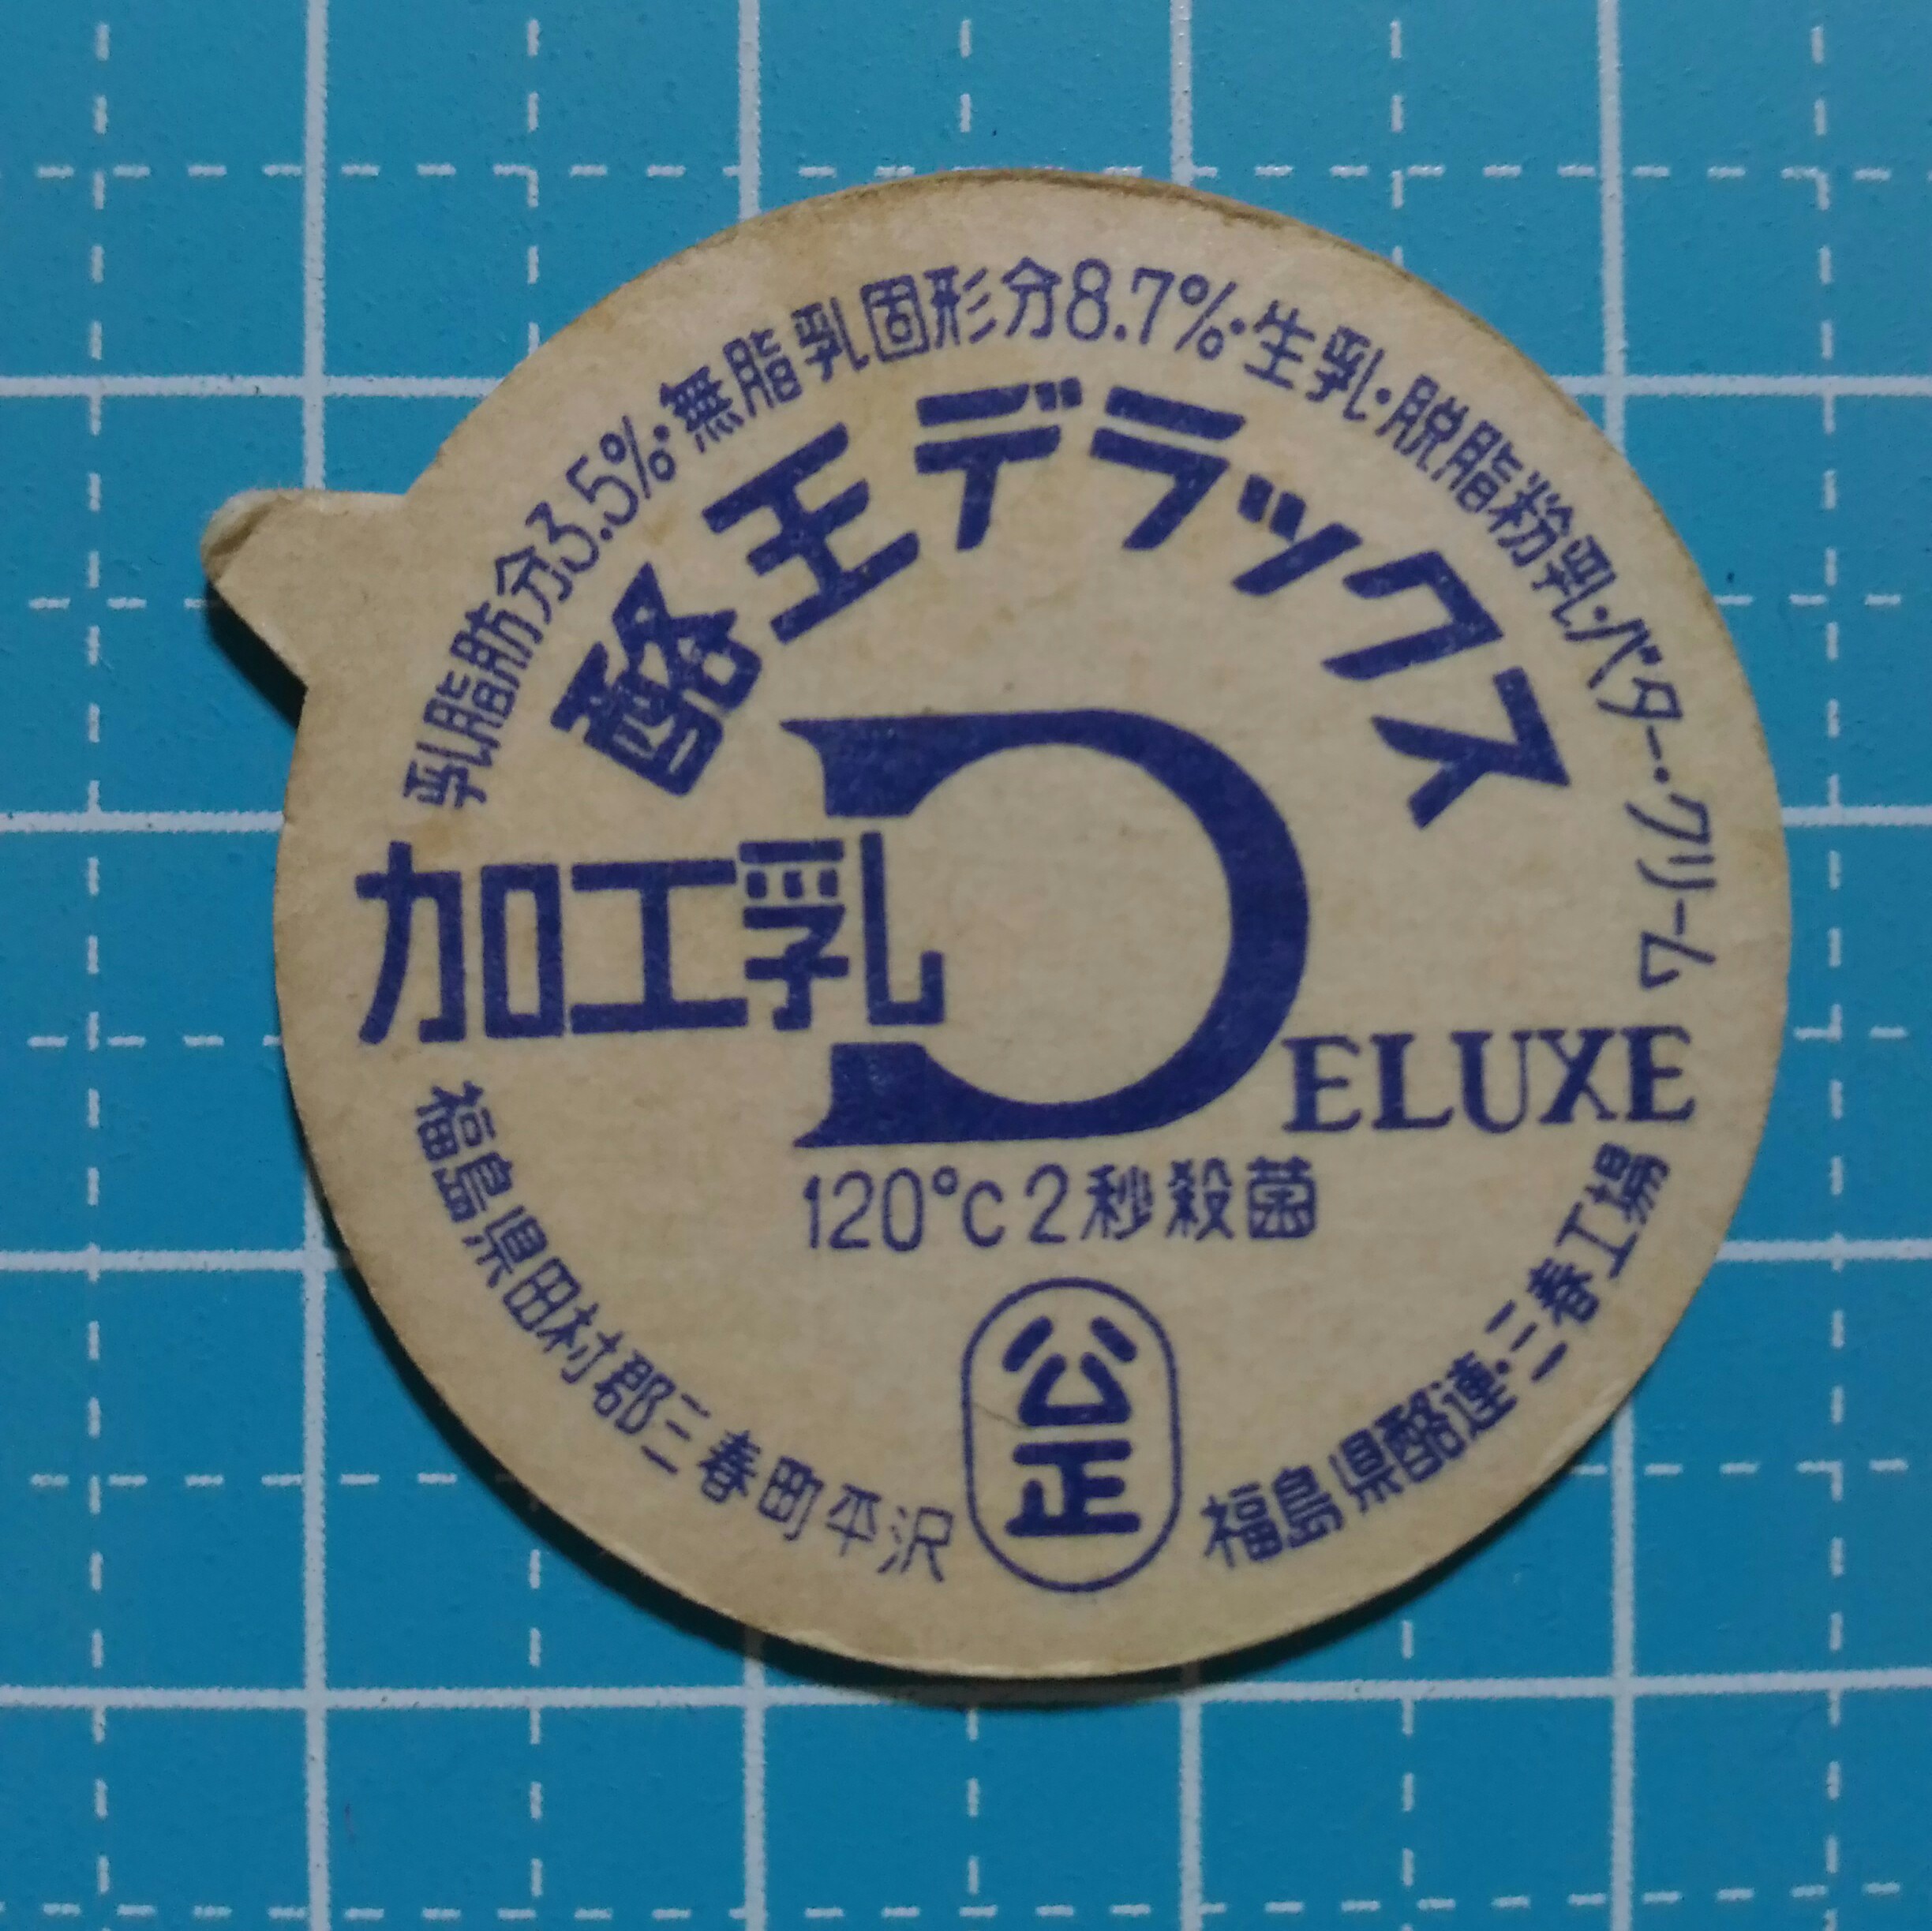 乳脂肪分3.5%・無脂乳固形分8.7%・生乳・脱脂粉乳・バター・クリーム
酪王デラックス
加工乳
DELUXE
120°C2秒殺菌
公正
福島県田村郡三春町平沢
福島県酪連・三春工場